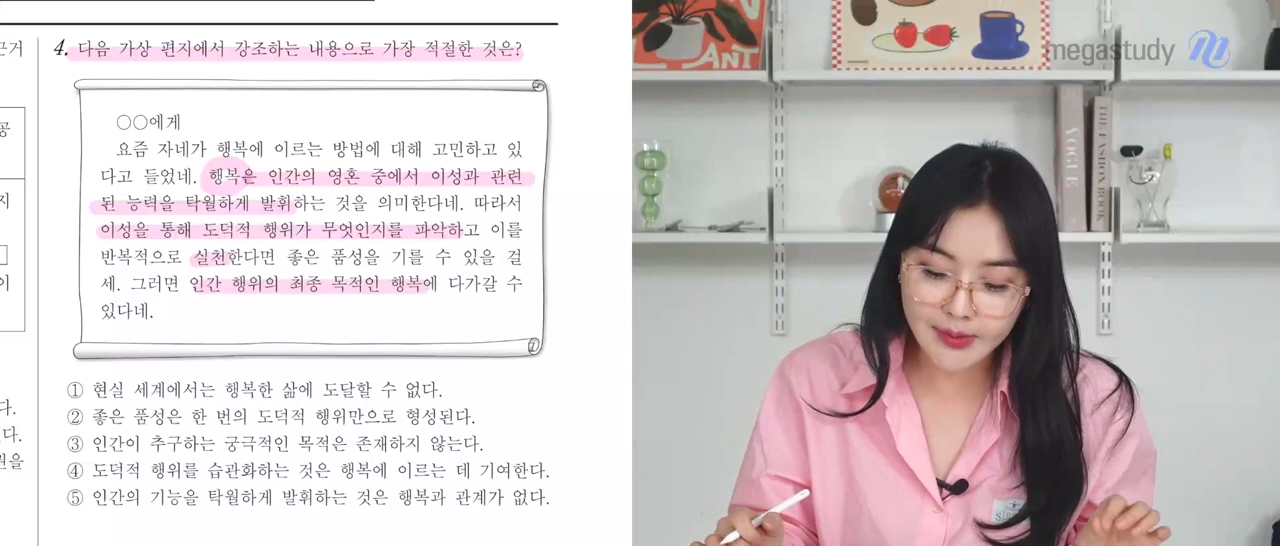 4. 다음 가상 편지에서 강조하는 내용으로 가장 적절한 것은?
○○에게
요즘 자네가 행복에 이르는 방법에 대해 고민하고 있
다고 들었네. 행복은 인간의 영혼 중에서 이성과 관련
된 능력을 탁월하게 발휘하는 것을 의미한다네. 따라서
이성을 통해 도덕적 행위가 무엇인지를 파악하고 이를
반복적으로 실천한다면 좋은 품성을 기를 수 있을 걸
세. 그러면 인간 행위의 최종 목적인 행복에 다가갈 수
있다네.
① 현실 세계에서는 행복한 삶에 도달할 수 없다.
② 좋은 품성은 한 번의 도덕적 행위만으로 형성된다.
③ 인간이 추구하는 궁극적인 목적은 존재하지 않는다.
④ 도덕적 행위를 습관화하는 것은 행복에 이르는 데 기여한다.
⑤ 인간의 기능을 탁월하게 발휘하는 것은 행복과 관계가 없다.
근거
공
지
이
다.
다.
원을
ANT
megastudy
VOGUE
THE FASHION BOOK